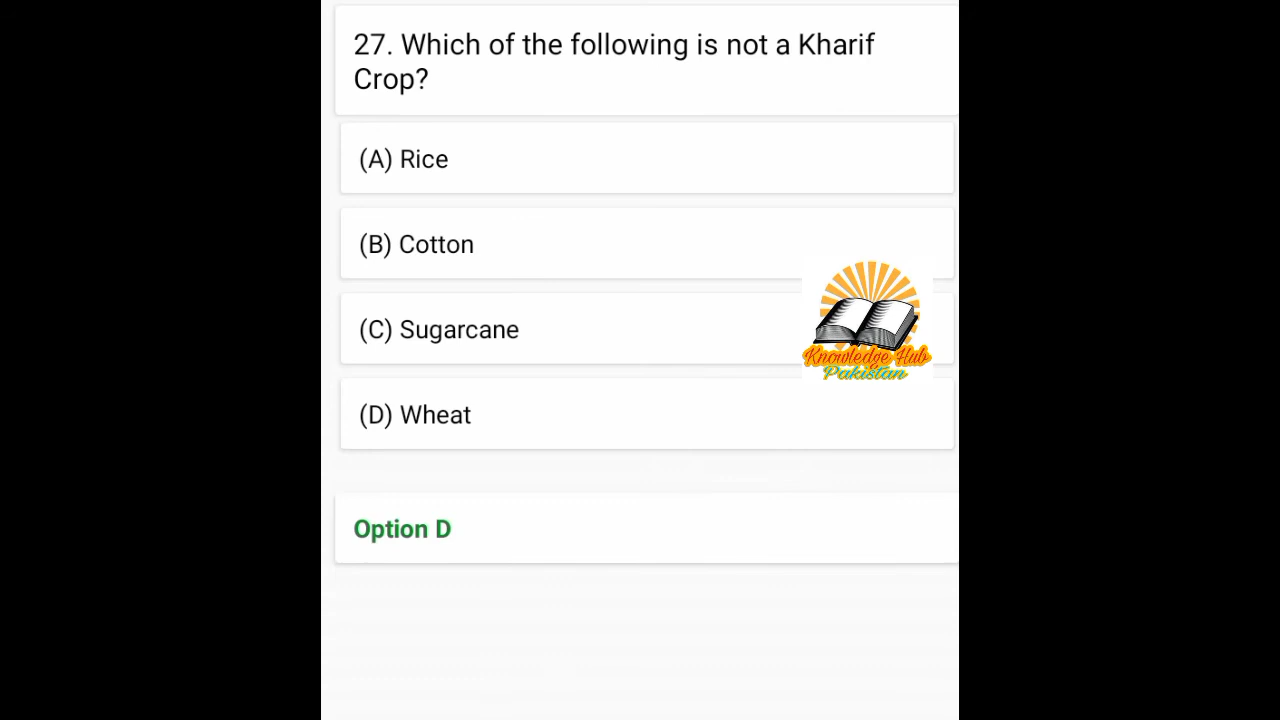 27. Which of the following is not a Kharif
Crop?
(A) Rice
(B) Cotton
(C) Sugarcane
Knowledge Hub
Pakistan
(D) Wheat
Option D